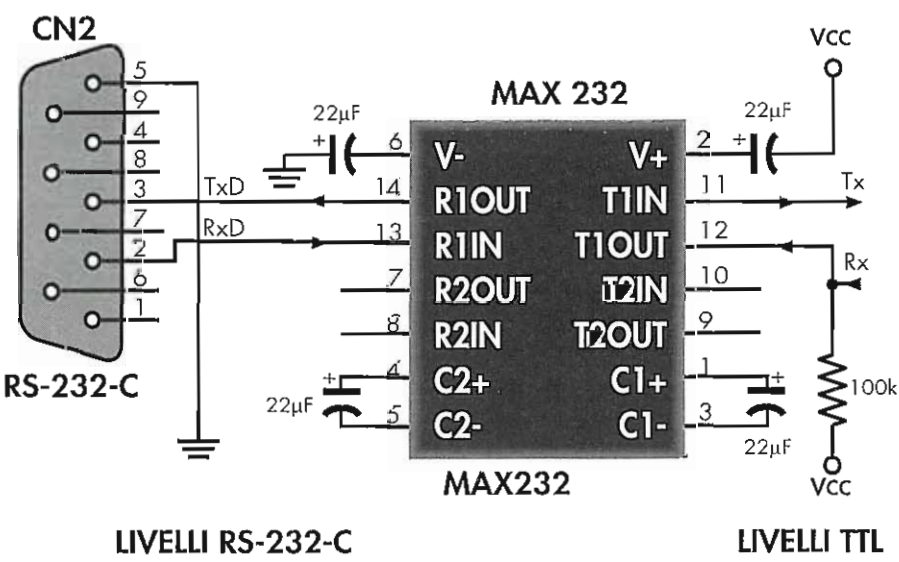 CN2
Vcc
MAX 232
5
9
4
8
3
7
2
6
1
TxD
RxD
RS-232-C
22µF
+
6
V-
V+
2
22µF
+
14
R1OUT
T1IN
11
Tx
13
R1IN
T1OUT
12
Rx
7
R2OUT
T2IN
10
8
R2IN
T2OUT
9
+
4
C2+
C1+
1
+
22µF
5
C2-
C1-
3
22µF
100k
Vcc
MAX232
LIVELLI RS-232-C
LIVELLI TTL